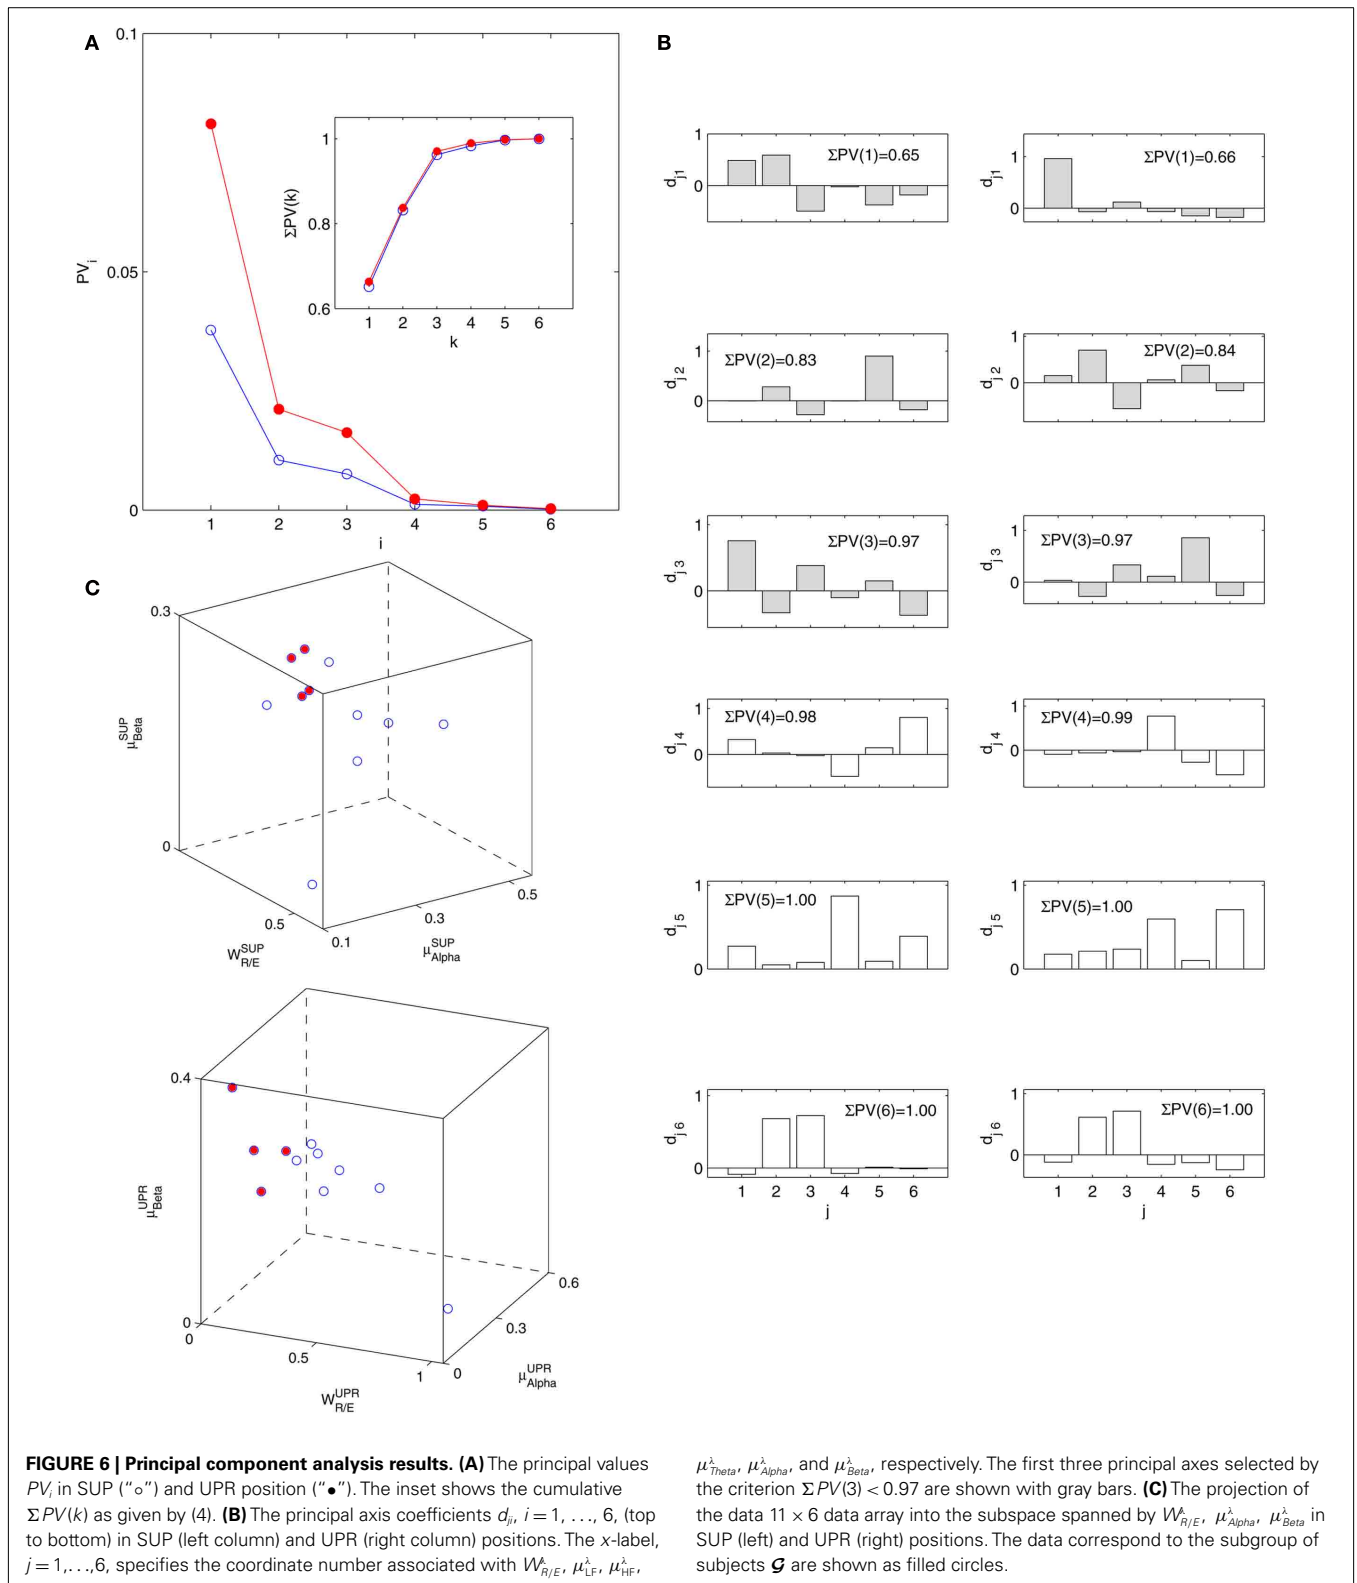 A
0.1
0.05
0
PV_i
1 2 3 4 5 6
i
1
0.8
0.6
ΣPV(k)
1 2 3 4 5 6
k
B
1
0
d_j1
ΣPV(1)=0.65
1
0
d_j1
ΣPV(1)=0.66
1
0
d_j2
ΣPV(2)=0.83
1
0
d_j2
ΣPV(2)=0.84
1
0
d_j3
ΣPV(3)=0.97
1
0
d_j3
ΣPV(3)=0.97
1
0
d_j4
ΣPV(4)=0.98
1
0
d_j4
ΣPV(4)=0.99
1
0
d_j5
ΣPV(5)=1.00
1
0
d_j5
ΣPV(5)=1.00
1
0
d_j6
ΣPV(6)=1.00
1 2 3 4 5 6
j
1
0
d_j6
ΣPV(6)=1.00
1 2 3 4 5 6
j
C
0.3
μ^SUP_Beta
0
0.5
W^SUP_R/E
0.1
0.3
0.5
μ^SUP_Alpha
0.4
μ^UPR_Beta
0
0
0.5
1
W^UPR_R/E
0
0.3
0.6
μ^UPR_Alpha
FIGURE 6 | Principal component analysis results. (A) The principal values
PV_i in SUP (“○”) and UPR position (“●”). The inset shows the cumulative
ΣPV(k) as given by (4). (B) The principal axis coefficients d_ji, i = 1, …, 6, (top
to bottom) in SUP (left column) and UPR (right column) positions. The x-label,
j = 1,…,6, specifies the coordinate number associated with W^λ_R/E, μ^λ_LF, μ^λ_HF,
μ^λ_Theta, μ^λ_Alpha, and μ^λ_Beta, respectively. The first three principal axes selected by
the criterion ΣPV(3) < 0.97 are shown with gray bars. (C) The projection of
the data 11 × 6 data array into the subspace spanned by W^λ_R/E, μ^λ_Alpha, μ^λ_Beta in
SUP (left) and UPR (right) positions. The data correspond to the subgroup of
subjects G are shown as filled circles.